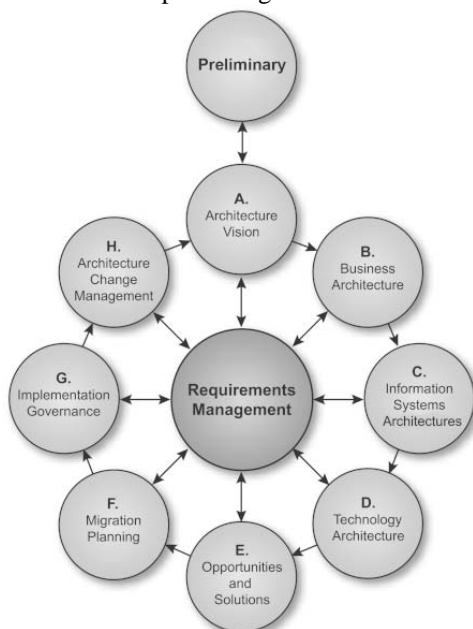 Preliminary
A.
Architecture
Vision
B.
Business
Architecture
C.
Information
Systems
Architectures
D.
Technology
Architecture
E.
Opportunities
and
Solutions
F.
Migration
Planning
G.
Implementation
Governance
H.
Architecture
Change
Management
Requirements
Management